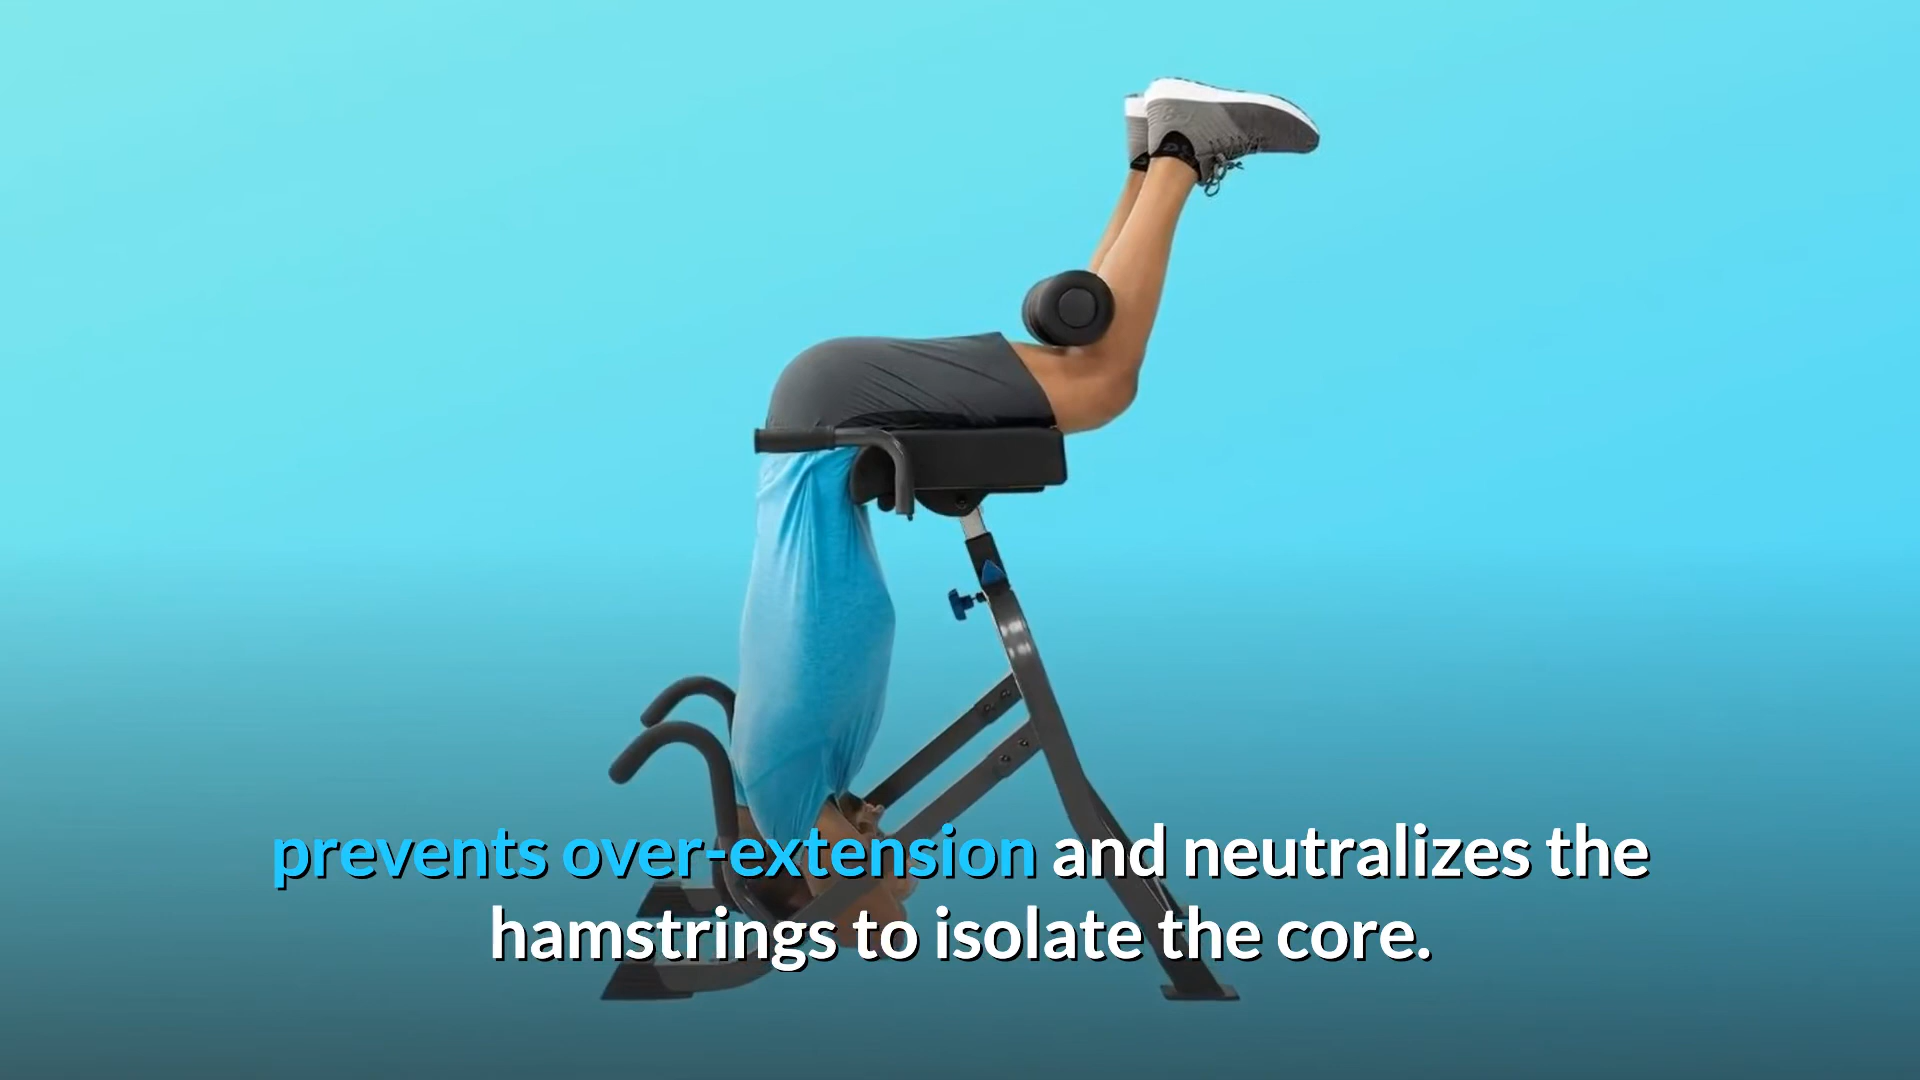 prevents over-extension and neutralizes the
hamstrings to isolate the core.